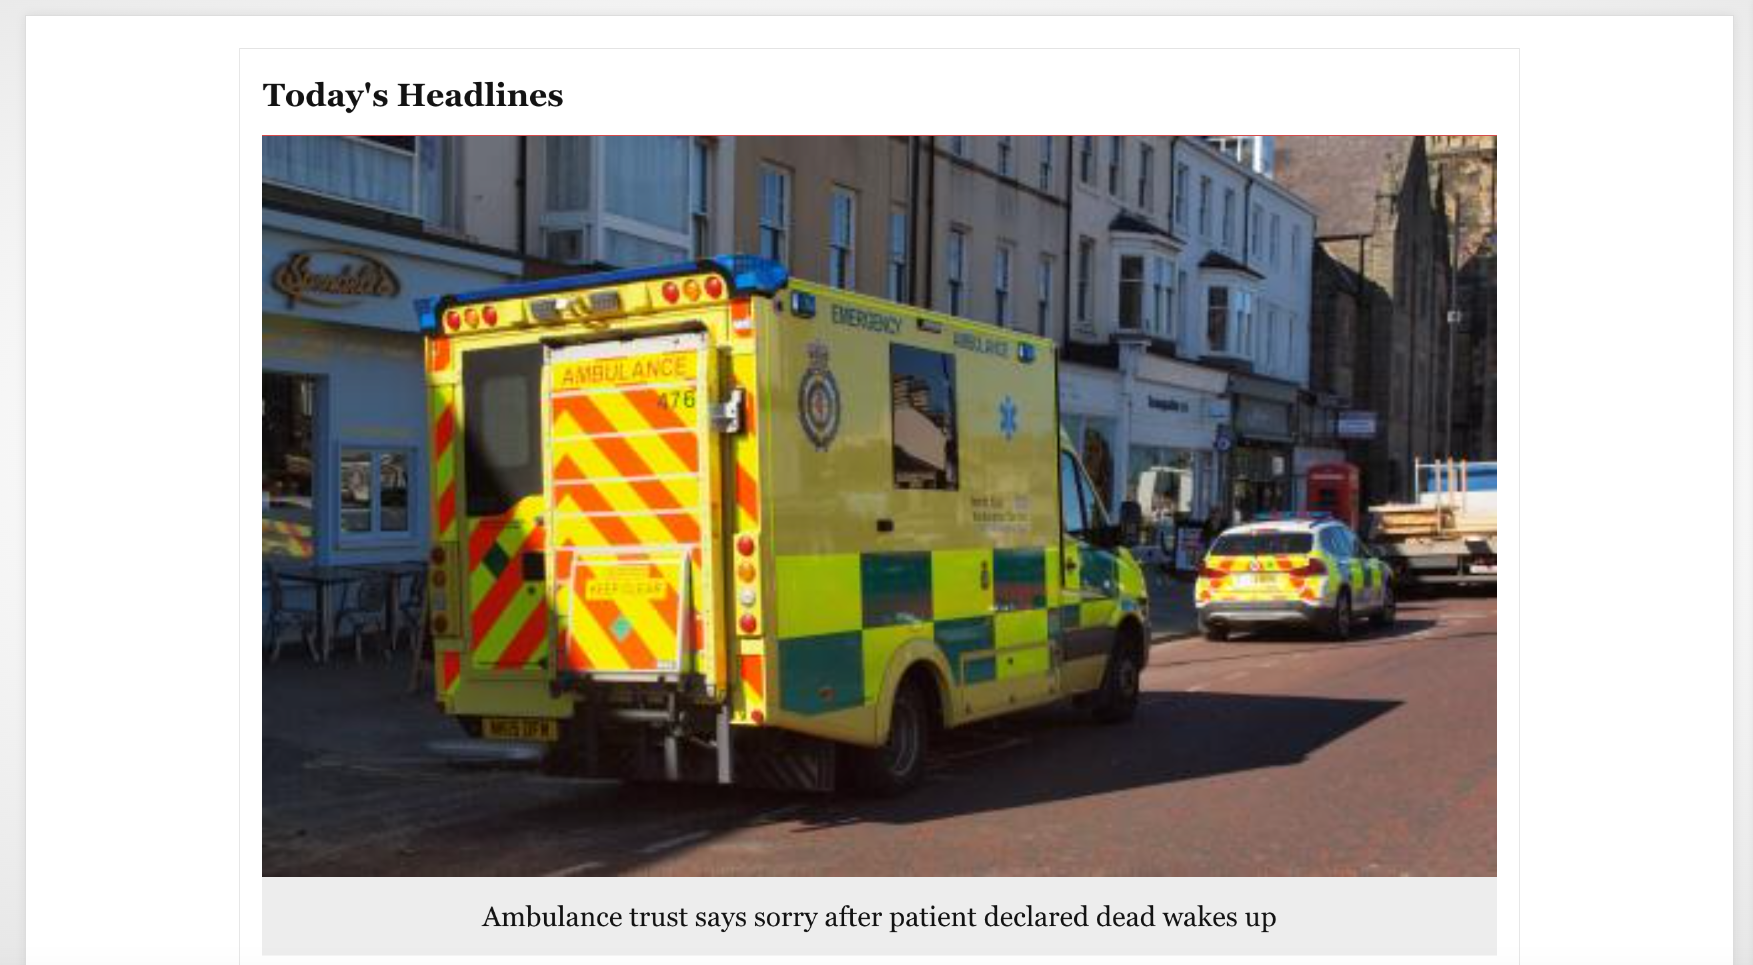 Today's Headlines
EMERGENCY
AMBULANCE
AMBULANCE
476
KEEP CLEAR
Ambulance trust says sorry after patient declared dead wakes up